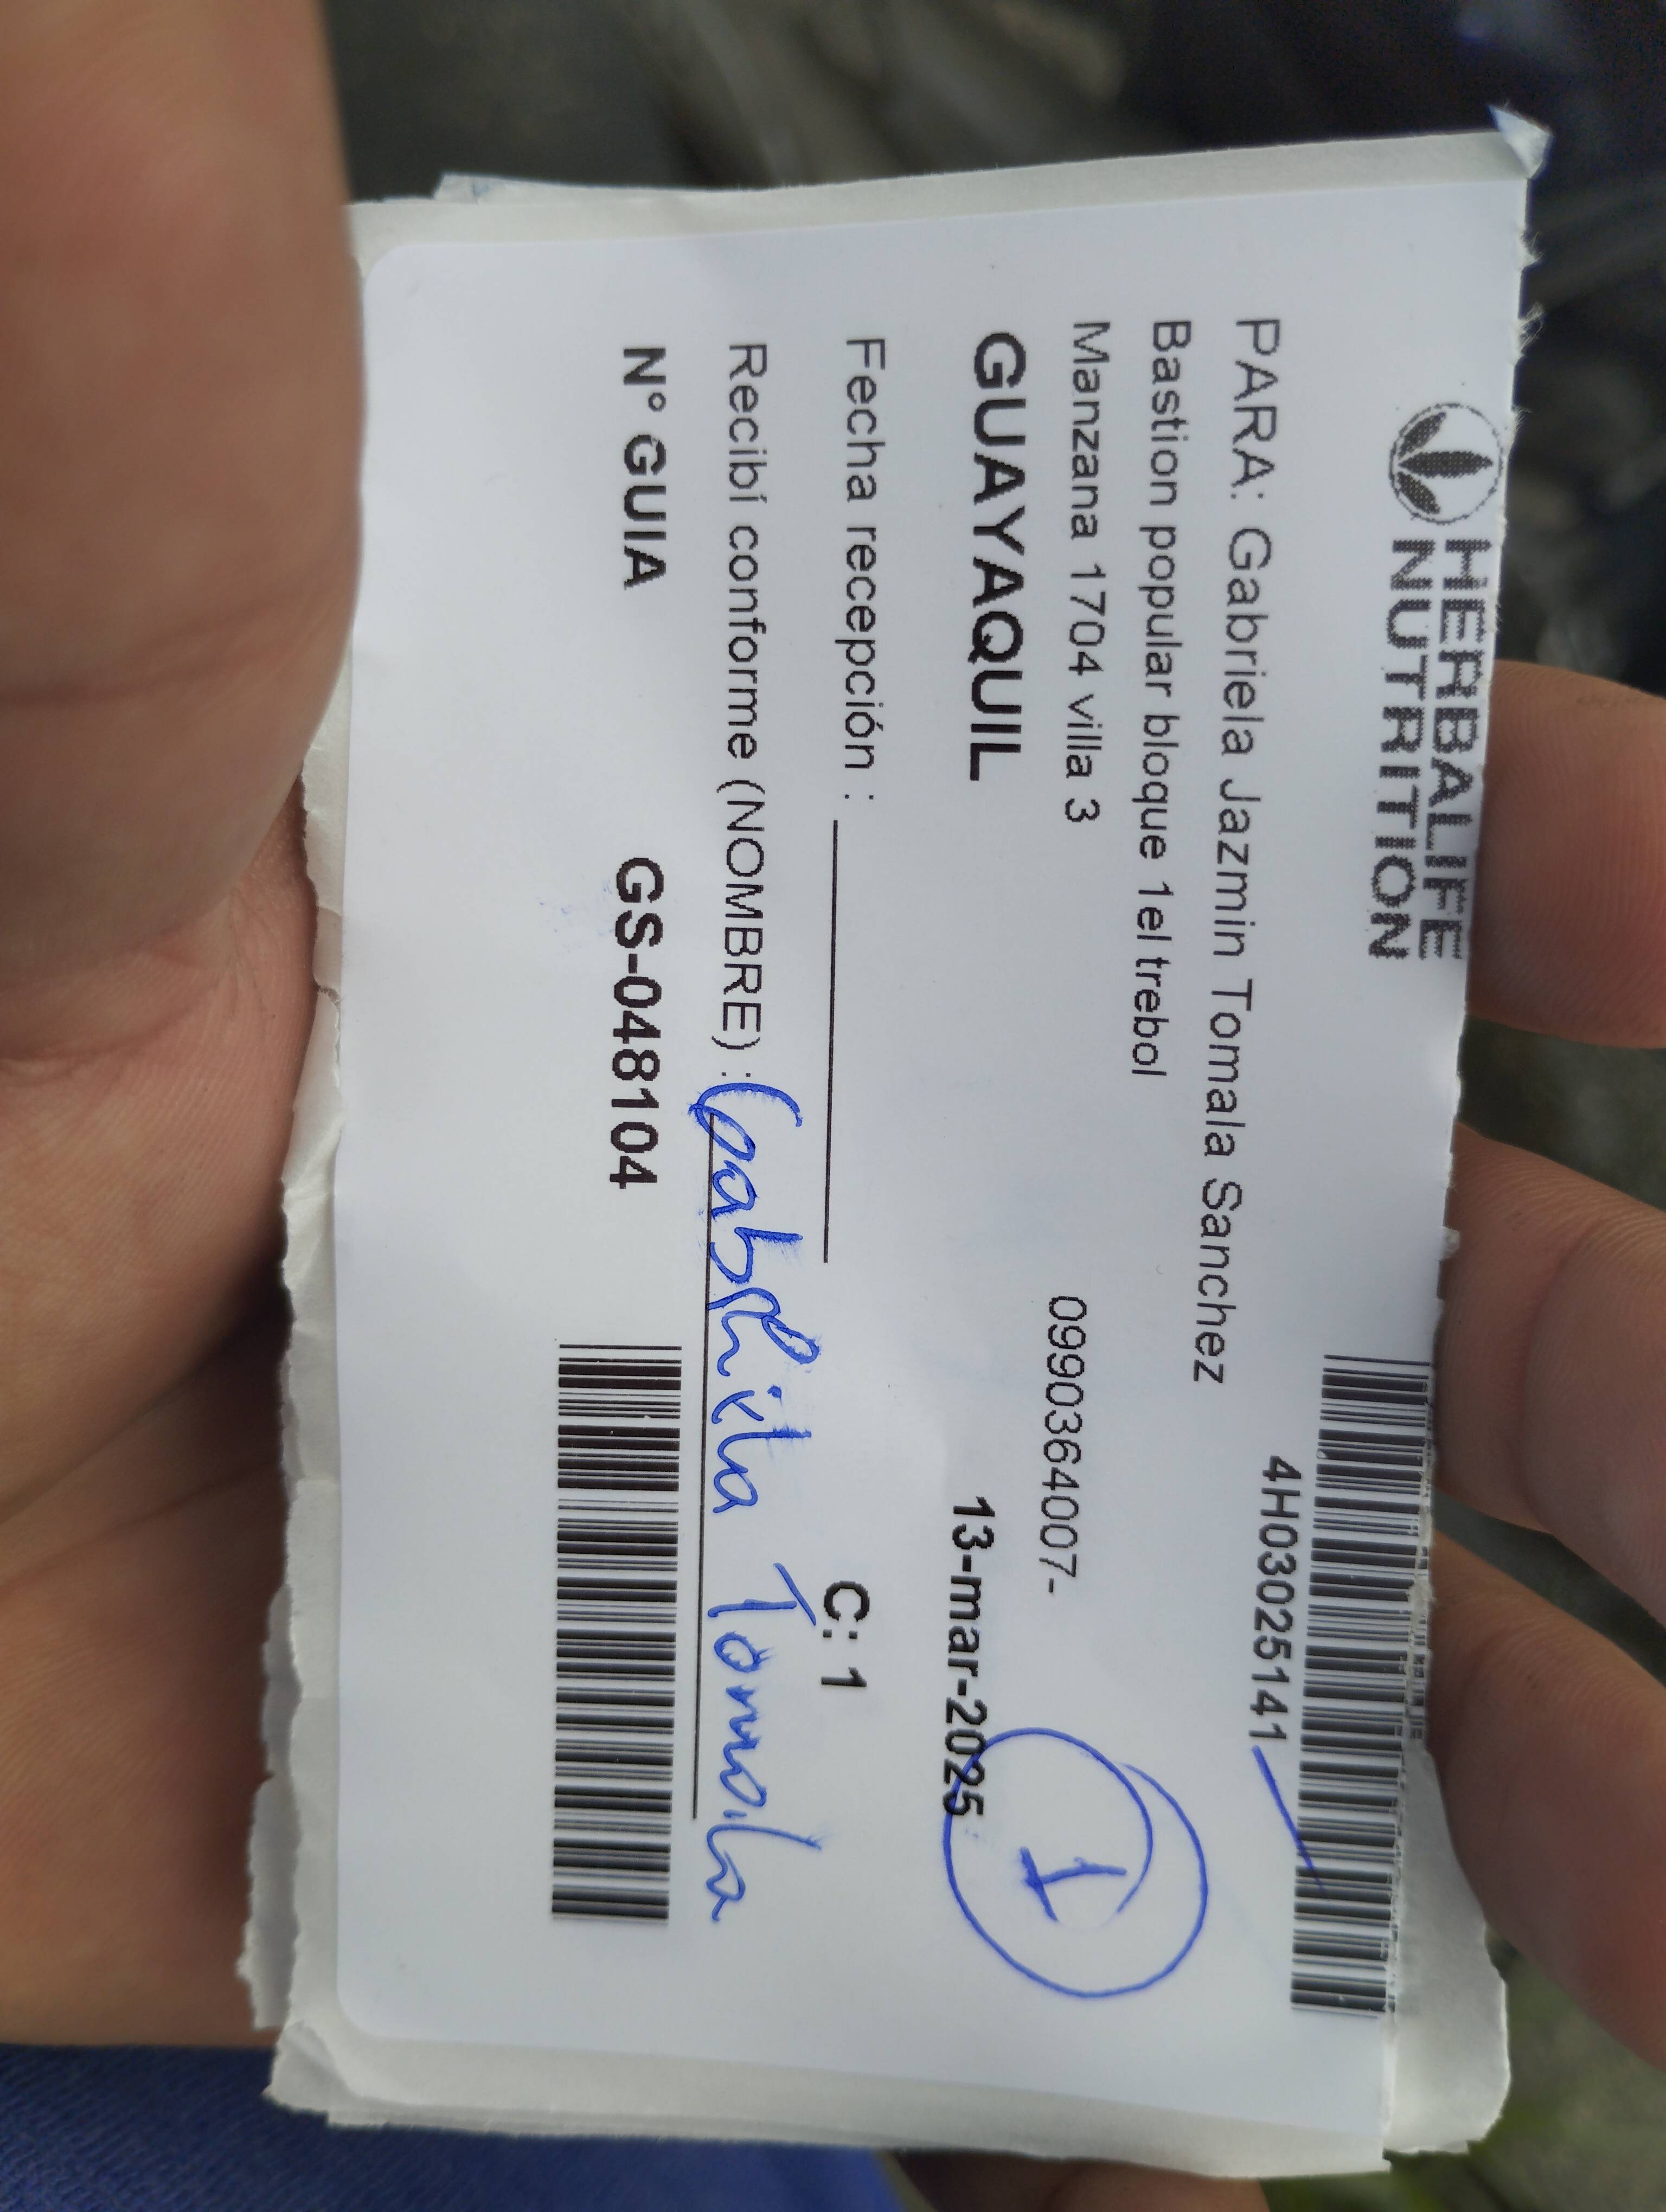 HERBALIFE
NUTRITION
4H03025141
PARA: Gabriela Jazmin Tomala Sanchez
Bastion popular bloque 1el trebol
Manzana 1704 villa 3
0990364007-
GUAYAQUIL
13-mar-2025
1
Fecha recepción :
C: 1
Recibí conforme (NOMBRE) : Gabriela Tomala
N° GUIA
GS-048104